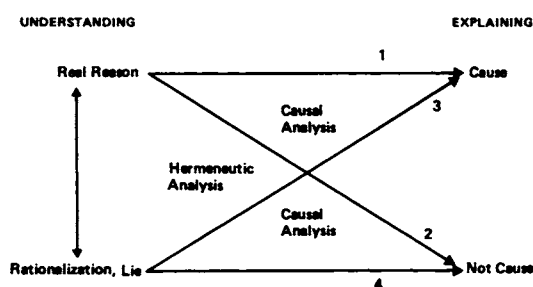 UNDERSTANDING EXPLAINING
1
Real Reason Cause
3
Causal
Analysis
Hermeneutic
Analysis
Causal
Analysis
2
Rationalization, Lie Not Cause
4